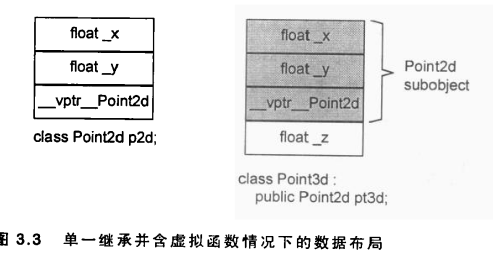 float _x
float _y
__vptr__Point2d
class Point2d p2d;
float _x
float _y
__vptr__Point2d
float _z
Point2d
subobject
class Point3d :
public Point2d pt3d;
图 3.3 单一继承并含虚拟函数情况下的数据布局